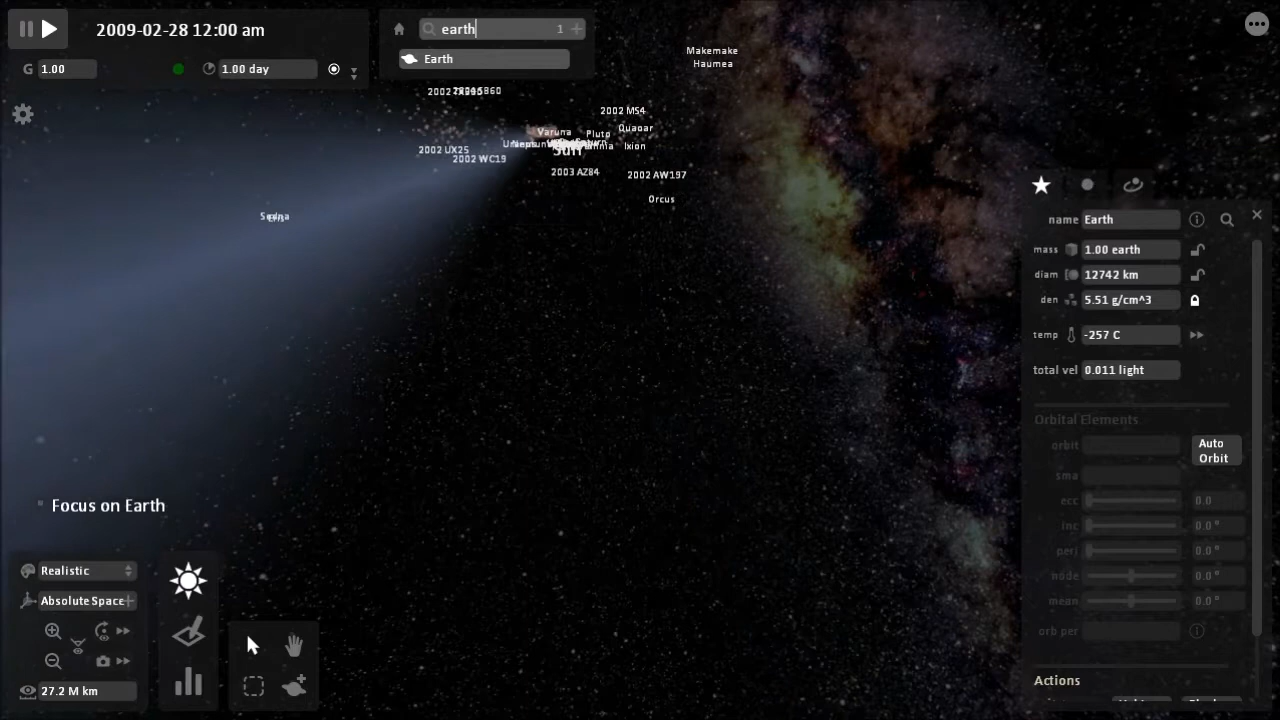 2009-02-28 12:00 am
G 1.00
1.00 day
earth 1
Earth
Makemake
Haumea
2002 MS4
Varuna
Pluto
Quaoar
Ixion
2002 UX25
2002 WC19
Sun
2003 AZ84
2002 AW197
Orcus
Sedna
name Earth
mass 1.00 earth
diam 12742 km
den 5.51 g/cm^3
temp -257 C
total vel 0.011 light
Orbital Elements
orbit
Auto
Orbit
sma
ecc 0.0
inc 0.0 °
peri 0.0 °
node 0.0 °
mean 0.0 °
orb per
Actions
Focus on Earth
Realistic
Absolute Space
27.2 M km